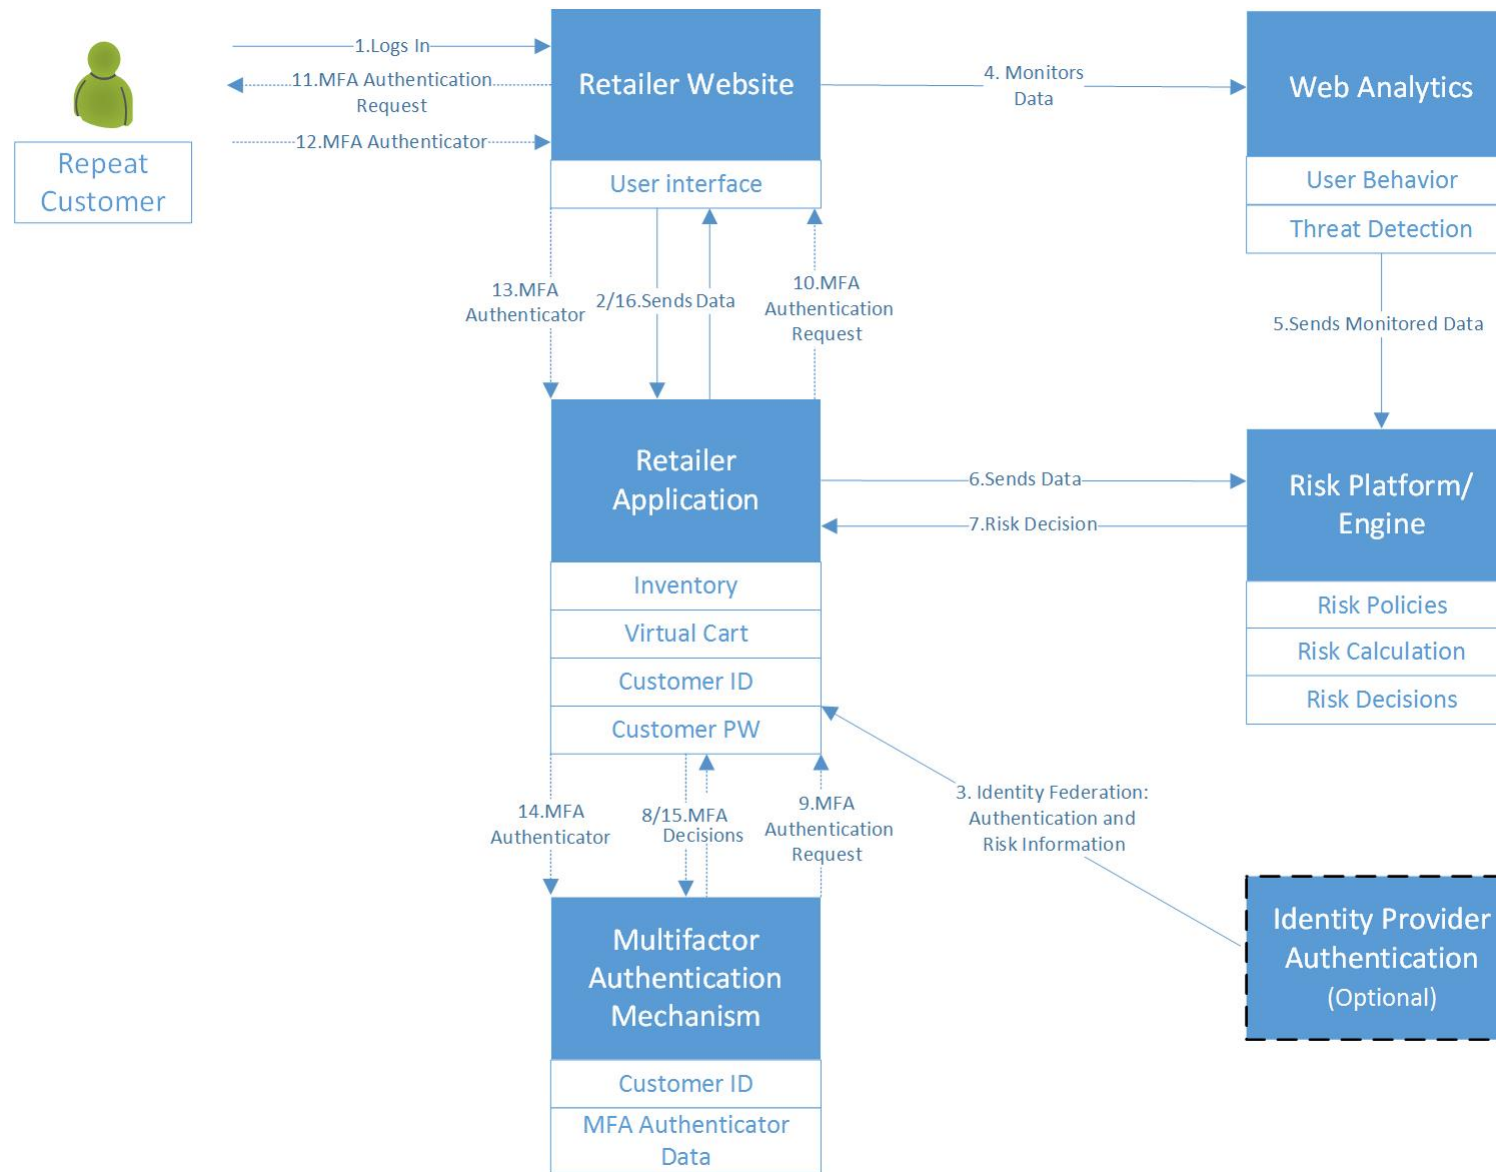 1.Logs In
11.MFA Authentication
Request
12.MFA Authenticator
Repeat
Customer
Retailer Website
User interface
4. Monitors
Data
Web Analytics
User Behavior
Threat Detection
13.MFA
Authenticator
2/16.Sends Data
10.MFA
Authentication
Request
5.Sends Monitored Data
Retailer
Application
Inventory
Virtual Cart
Customer ID
Customer PW
6.Sends Data
7.Risk Decision
Risk Platform/
Engine
Risk Policies
Risk Calculation
Risk Decisions
14.MFA
Authenticator
8/15.MFA
Decisions
9.MFA
Authentication
Request
3. Identity Federation:
Authentication and
Risk Information
Multifactor
Authentication
Mechanism
Customer ID
MFA Authenticator
Data
Identity Provider
Authentication
(Optional)